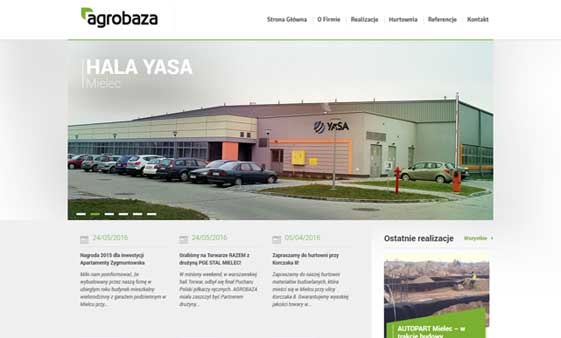 agrobaza
Strona Główna O Firmie Realizacje Hurtownia Referencje Kontakt
HALA YASA
Mielec
YASA
24/05/2016
Nagroda 2015 dla inwestycji
Apartamenty Zygmuntowska
Miło nam poinformować, że
wybudowany przez naszą firmę w
ubiegłym roku budynek mieszkalny
wielorodzinny z garażem podziemnym w
Mielcu przy...
24/05/2016
Graliśmy na Torwarze RAZEM z
drużyną PGE STAL MIELEC!
W miniony weekend, w warszawskiej
hali Torwar, odbył się finał Pucharu
Polski piłkarzy ręcznych. AGROBAZA
miała zaszczyt być Partnerem
drużyny...
05/04/2016
Zapraszamy do hurtowni przy
Korczaka 8!
Zapraszamy do naszej hurtowni
materiałów budowlanych, która
mieści się w Mielcu przy ulicy
Korczaka 8. Gwarantujemy wysokiej
jakości towary w...
Ostatnie realizacje Wszystkie
AUTOPART Mielec – w
trakcie budowy